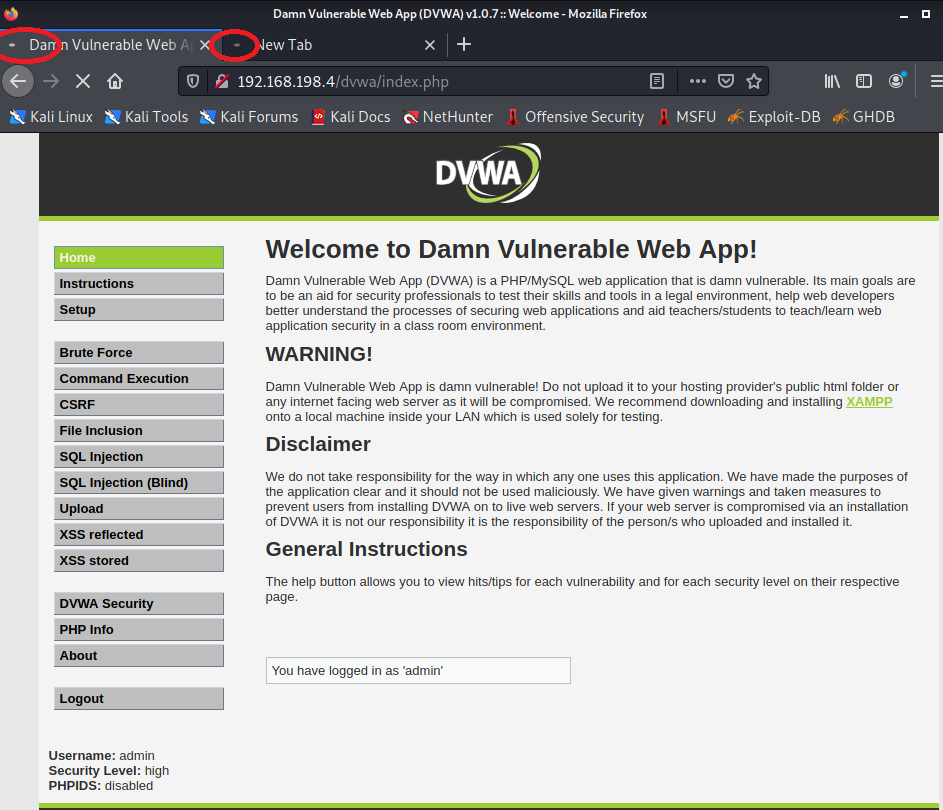 Damn Vulnerable Web App (DVWA) v1.0.7 :: Welcome - Mozilla Firefox
Damn Vulnerable Web A
New Tab
192.168.198.4/dvwa/index.php
Kali Linux Kali Tools Kali Forums Kali Docs NetHunter Offensive Security MSFU Exploit-DB GHDB
DVWA
Home
Instructions
Setup
Brute Force
Command Execution
CSRF
File Inclusion
SQL Injection
SQL Injection (Blind)
Upload
XSS reflected
XSS stored
DVWA Security
PHP Info
About
Logout
Welcome to Damn Vulnerable Web App!
Damn Vulnerable Web App (DVWA) is a PHP/MySQL web application that is damn vulnerable. Its main goals are
to be an aid for security professionals to test their skills and tools in a legal environment, help web developers
better understand the processes of securing web applications and aid teachers/students to teach/learn web
application security in a class room environment.
WARNING!
Damn Vulnerable Web App is damn vulnerable! Do not upload it to your hosting provider's public html folder or
any internet facing web server as it will be compromised. We recommend downloading and installing XAMPP
onto a local machine inside your LAN which is used solely for testing.
Disclaimer
We do not take responsibility for the way in which any one uses this application. We have made the purposes of
the application clear and it should not be used maliciously. We have given warnings and taken measures to
prevent users from installing DVWA on to live web servers. If your web server is compromised via an installation
of DVWA it is not our responsibility it is the responsibility of the person/s who uploaded and installed it.
General Instructions
The help button allows you to view hits/tips for each vulnerability and for each security level on their respective
page.
You have logged in as 'admin'
Username: admin
Security Level: high
PHPIDS: disabled